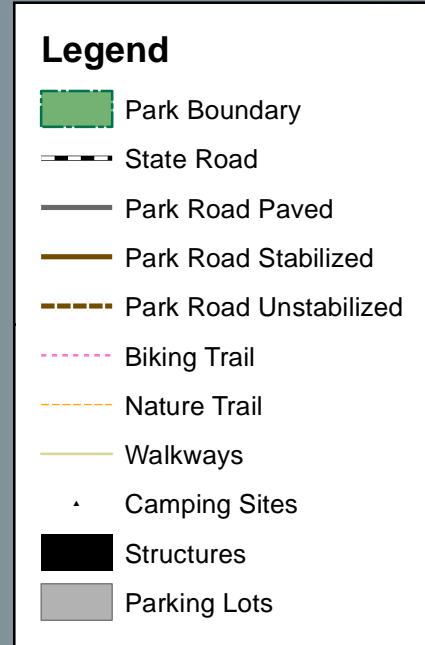 Legend
Park Boundary
State Road
Park Road Paved
Park Road Stabilized
Park Road Unstabilized
Biking Trail
Nature Trail
Walkways
Camping Sites
Structures
Parking Lots